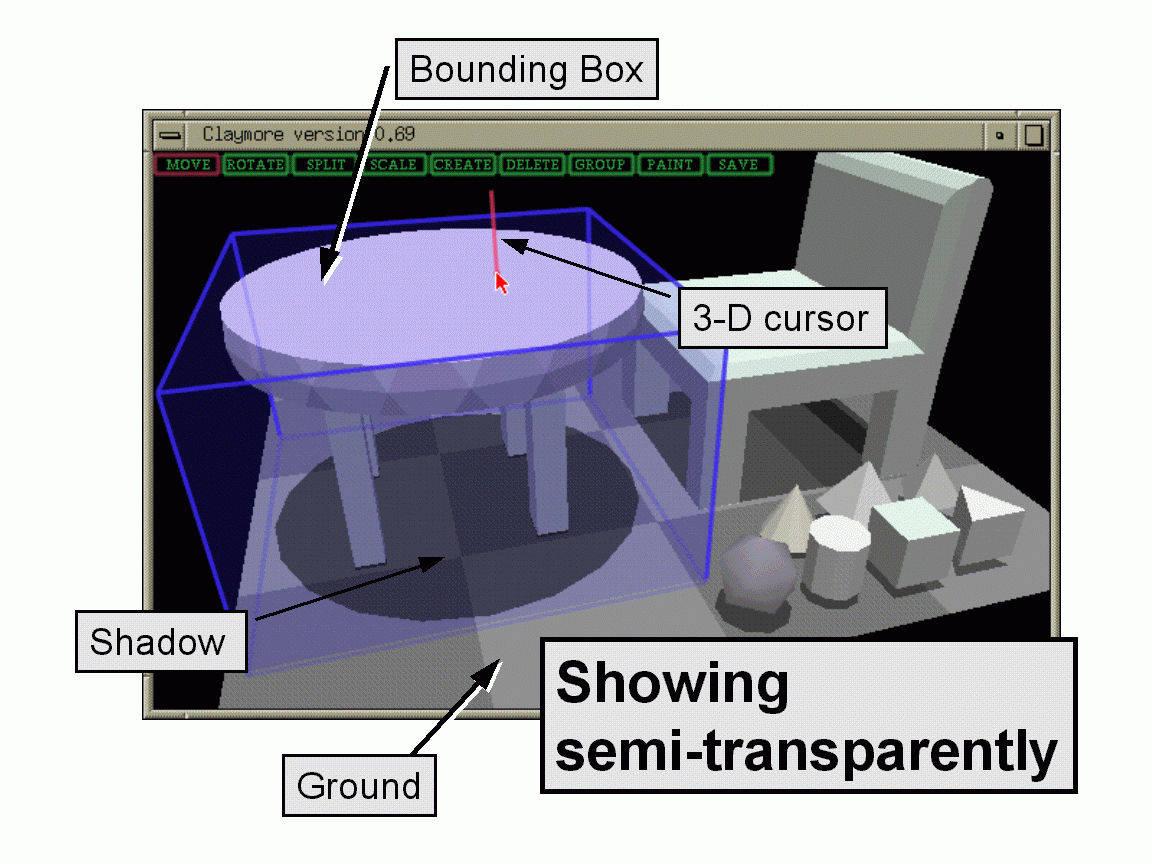 Bounding Box
Claymore version 0.69
MOVE ROTATE SPLIT SCALE CREATE DELETE GROUP PAINT SAVE
3-D cursor
Shadow
Showing
semi-transparently
Ground